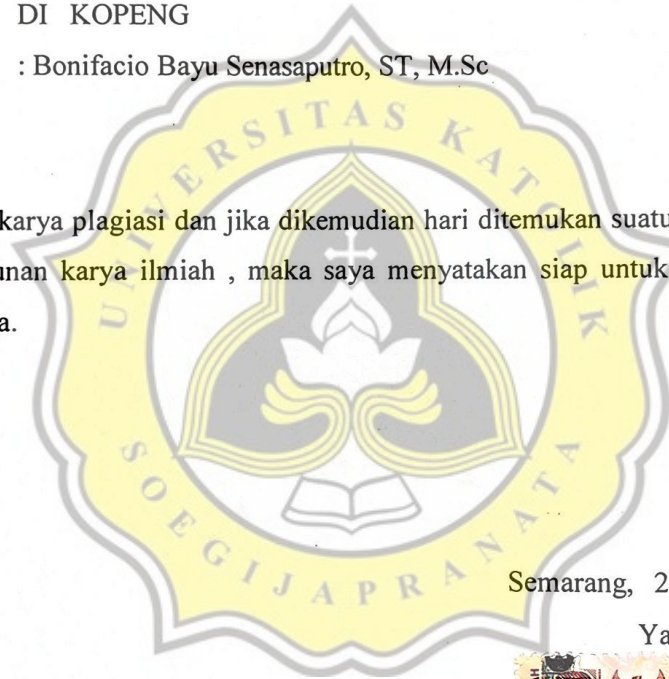 DI KOPENG
: Bonifacio Bayu Senasaputro, ST, M.Sc
UNIVERSITAS KATOLIK
karya plagiasi dan jika dikemudian hari ditemukan suatu
unan karya ilmiah , maka saya menyatakan siap untuk
a.
SOEGIJAPRANATA
Semarang, 2
Ya